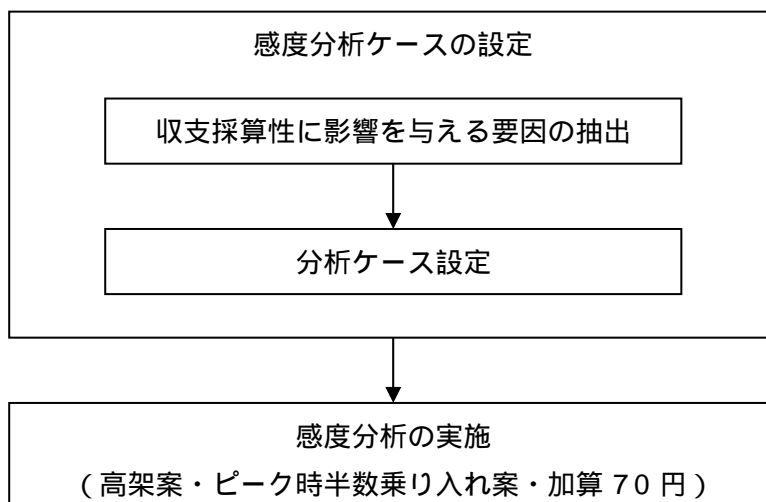 感度分析ケースの設定
収支採算性に影響を与える要因の抽出
分析ケース設定
感度分析の実施
(高架案・ピーク時半数乗り入れ案・加算70円)